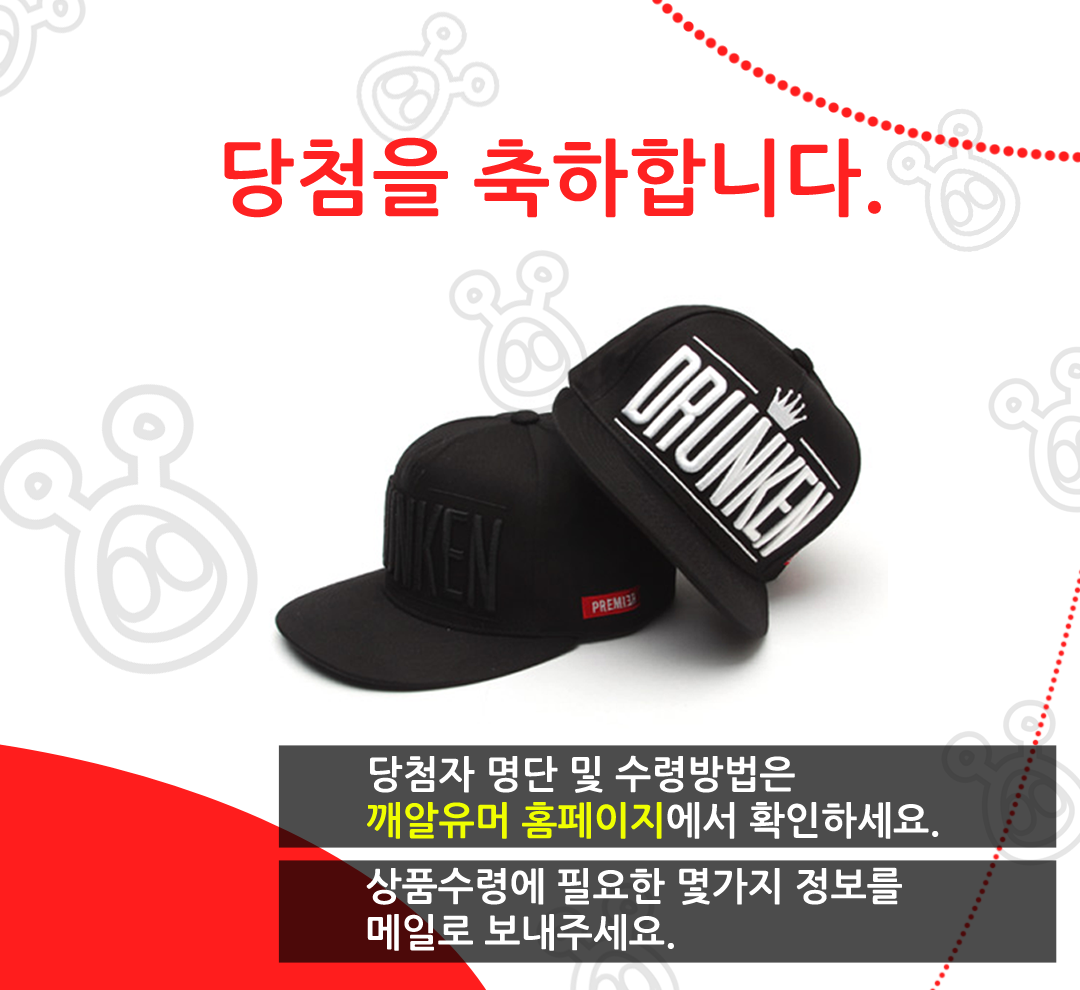 당첨을 축하합니다.
DRUNKEN
NKEN
PREMIER
당첨자 명단 및 수령방법은
깨알유머 홈페이지에서 확인하세요.
상품수령에 필요한 몇가지 정보를
메일로 보내주세요.